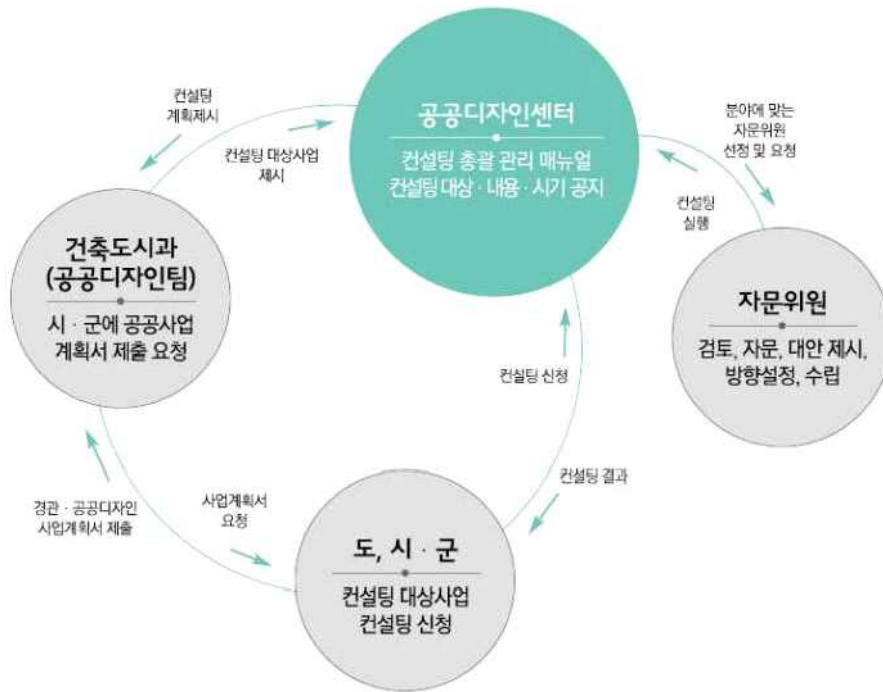 컨설팅
계획제시
컨설팅 대상사업
제시
공공디자인센터
컨설팅 총괄 관리 매뉴얼
컨설팅 대상 · 내용 · 시기 공지
분야에 맞는
자문위원
선정 및 요청
컨설팅
실행
건축도시과
(공공디자인팀)
시 · 군에 공공사업
계획서 제출 요청
자문위원
검토, 자문, 대안 제시,
방향설정, 수립
컨설팅 신청
경관 · 공공디자인
사업계획서 제출
사업계획서
요청
컨설팅 결과
도, 시 · 군
컨설팅 대상사업
컨설팅 신청